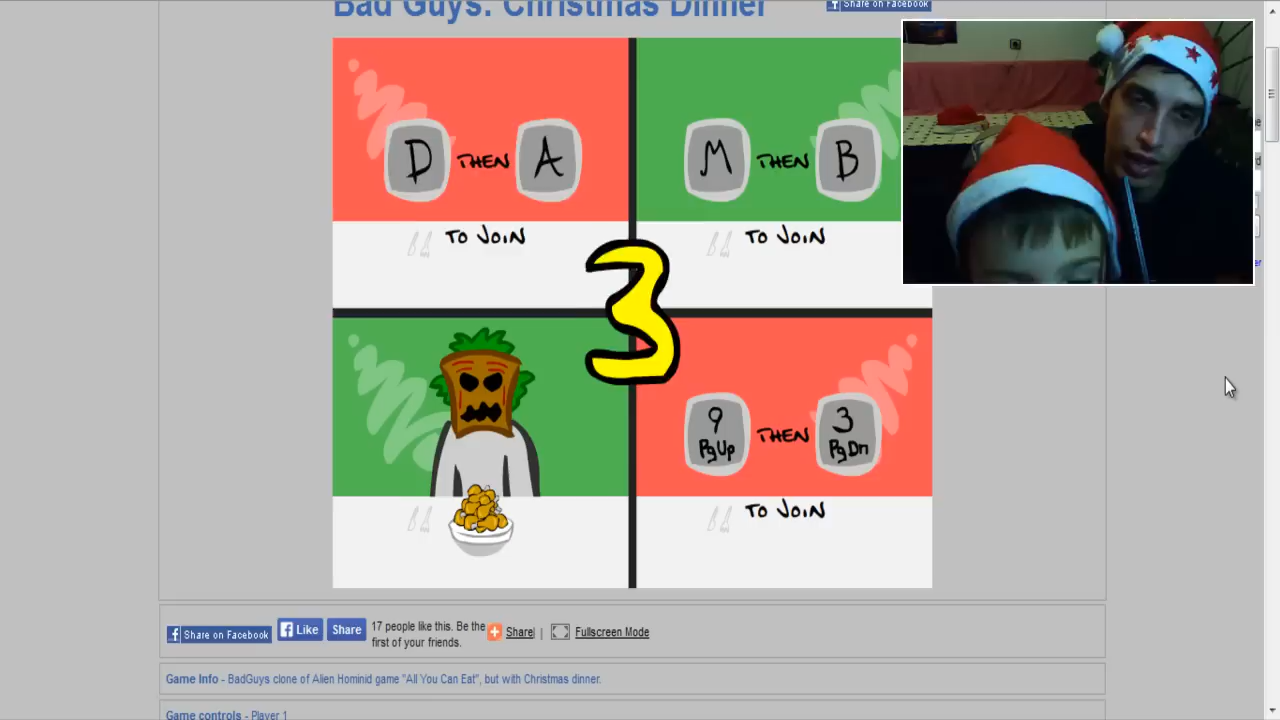 Bad Guys: Christmas Dinner
Share on Facebook
D THEN A
TO JOIN
M THEN B
TO JOIN
3
9 PgUp THEN 3 PgDn
TO JOIN
Share on Facebook
Like
Share
17 people like this. Be the
first of your friends.
Share
|
Fullscreen Mode
Game Info - BadGuys clone of Alien Hominid game "All You Can Eat", but with Christmas dinner.
Game controls - Player 1